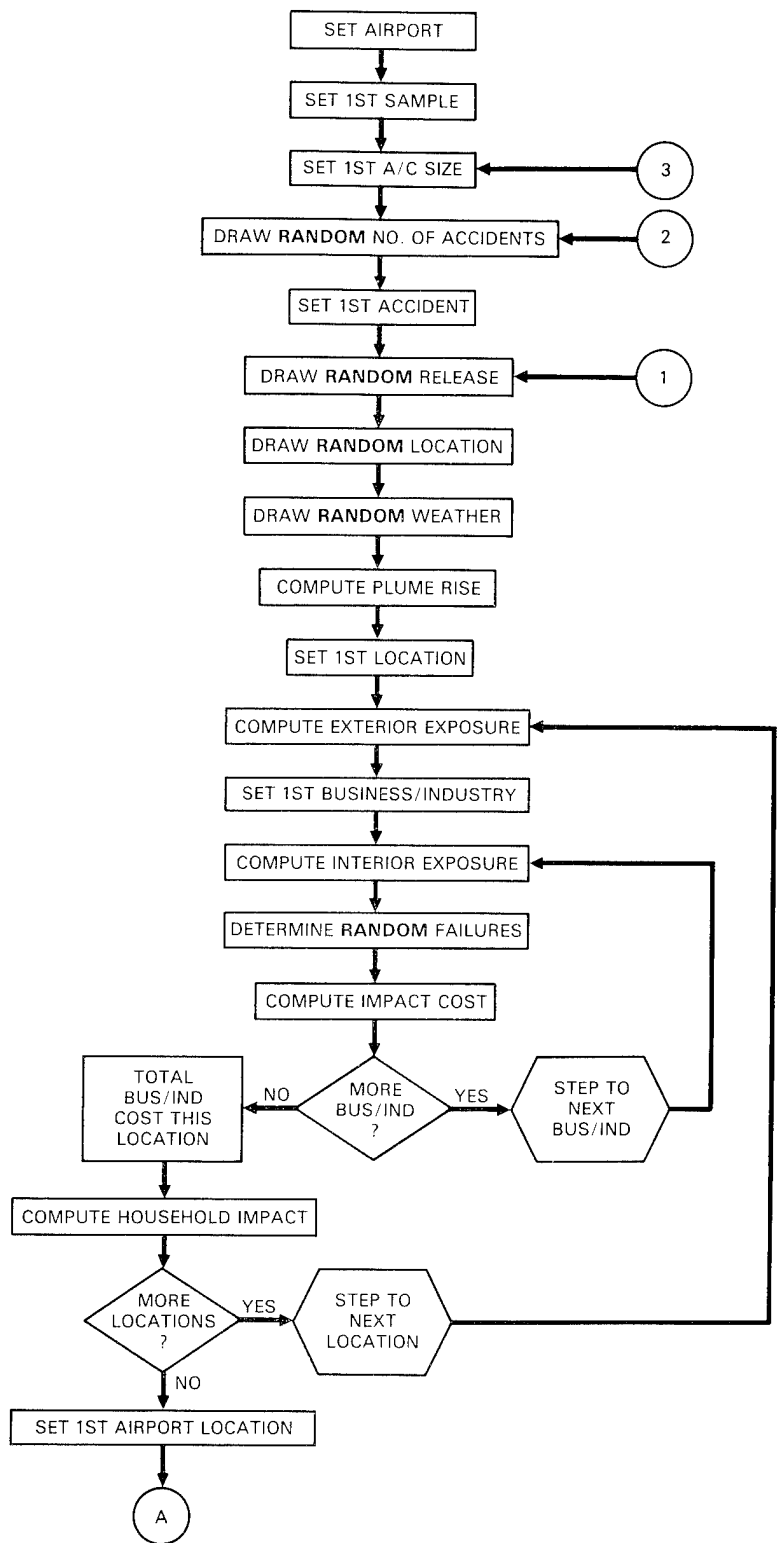 SET AIRPORT
SET 1ST SAMPLE
SET 1ST A/C SIZE
3
DRAW RANDOM NO. OF ACCIDENTS
2
SET 1ST ACCIDENT
DRAW RANDOM RELEASE
1
DRAW RANDOM LOCATION
DRAW RANDOM WEATHER
COMPUTE PLUME RISE
SET 1ST LOCATION
COMPUTE EXTERIOR EXPOSURE
SET 1ST BUSINESS/INDUSTRY
COMPUTE INTERIOR EXPOSURE
DETERMINE RANDOM FAILURES
COMPUTE IMPACT COST
MORE
BUS/IND
?
YES
STEP TO
NEXT
BUS/IND
NO
TOTAL
BUS/IND
COST THIS
LOCATION
COMPUTE HOUSEHOLD IMPACT
MORE
LOCATIONS
?
YES
STEP TO
NEXT
LOCATION
NO
SET 1ST AIRPORT LOCATION
A